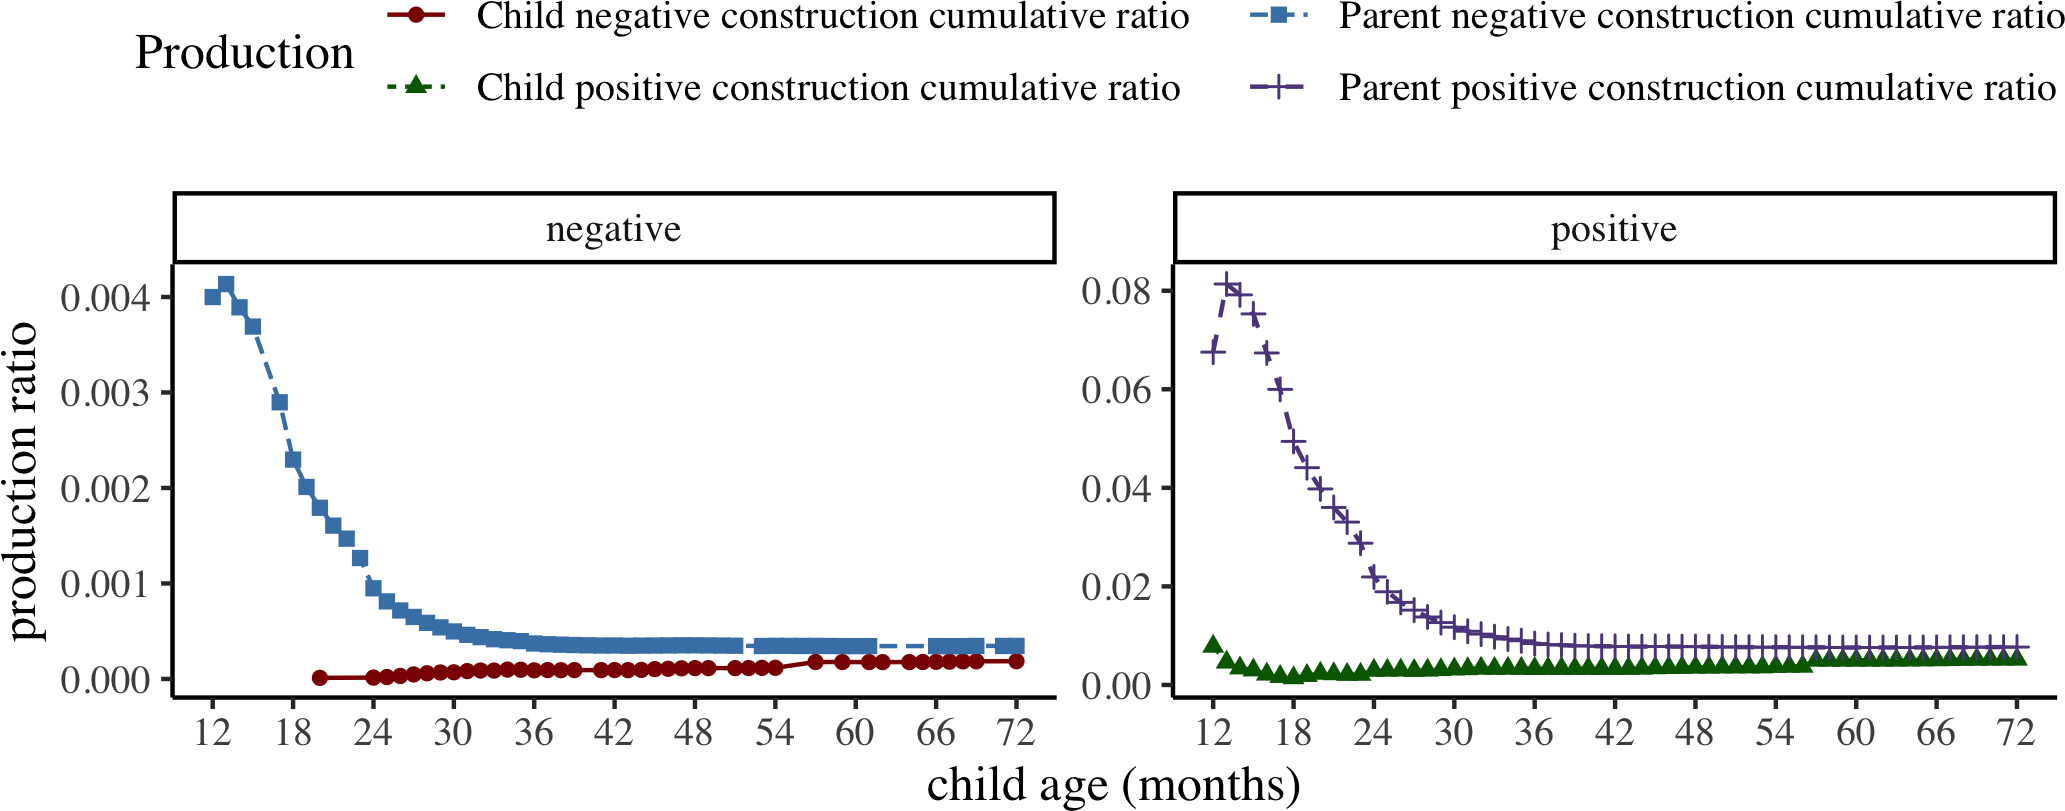 Production
Child negative construction cumulative ratio
Parent negative construction cumulative ratio
Child positive construction cumulative ratio
Parent positive construction cumulative ratio
negative
positive
production ratio
0.004
0.003
0.002
0.001
0.000
0.08
0.06
0.04
0.02
0.00
12 18 24 30 36 42 48 54 60 66 72
12 18 24 30 36 42 48 54 60 66 72
child age (months)